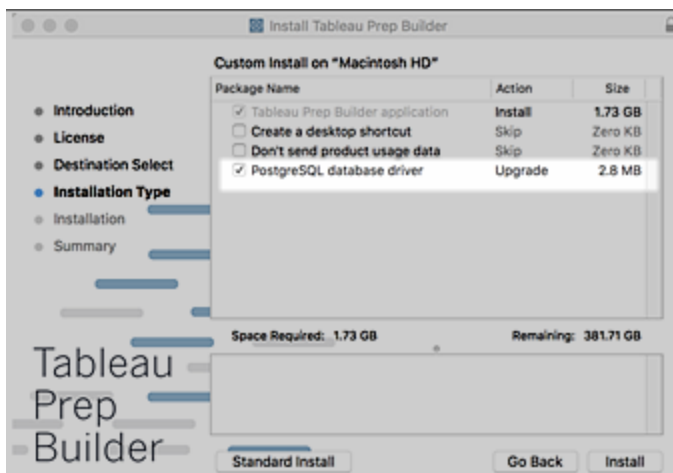 Install Tableau Prep Builder
Custom Install on "Macintosh HD"
Package Name Action Size
Tableau Prep Builder application Install 1.73 GB
Create a desktop shortcut Skip Zero KB
Don't send product usage data Skip Zero KB
PostgreSQL database driver Upgrade 2.8 MB
Introduction
License
Destination Select
Installation Type
Installation
Summary
Space Required: 1.73 GB Remaining: 381.71 GB
Tableau
Prep
Builder
Standard Install Go Back Install